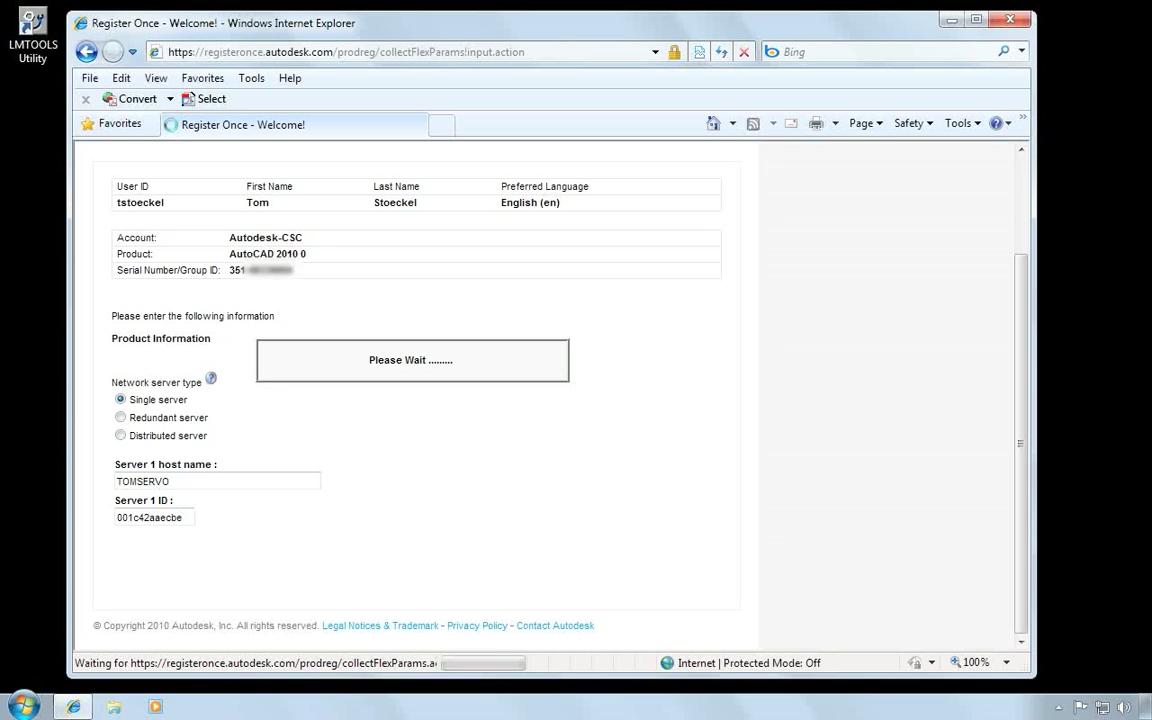 LMTOOLS
Utility
Register Once - Welcome! - Windows Internet Explorer
https://registeronce.autodesk.com/prodreg/collectFlexParams!input.action
Bing
File Edit View Favorites Tools Help
x Convert Select
Favorites Register Once - Welcome! Page Safety Tools
User ID First Name Last Name Preferred Language
tstoeckel Tom Stoeckel English (en)
Account: Autodesk-CSC
Product: AutoCAD 2010 0
Serial Number/Group ID: 351
Please enter the following information
Product Information
Please Wait .........
Network server type
Single server
Redundant server
Distributed server
Server 1 host name :
TOMSERVO
Server 1 ID :
001c42aaecbe
© Copyright 2010 Autodesk, Inc. All rights reserved. Legal Notices & Trademark - Privacy Policy - Contact Autodesk
Waiting for https://registeronce.autodesk.com/prodreg/collectFlexParams.a Internet | Protected Mode: Off 100%